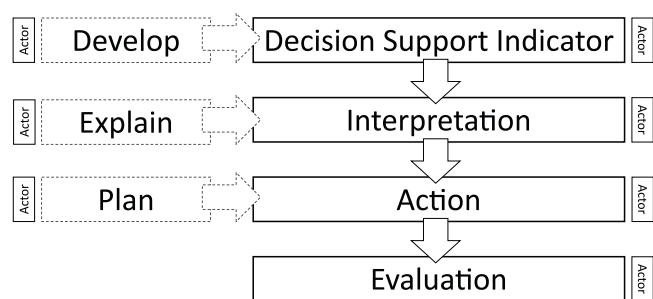 Actor Develop Decision Support Indicator Actor
Actor Explain Interpretation Actor
Actor Plan Action Actor
Evaluation Actor